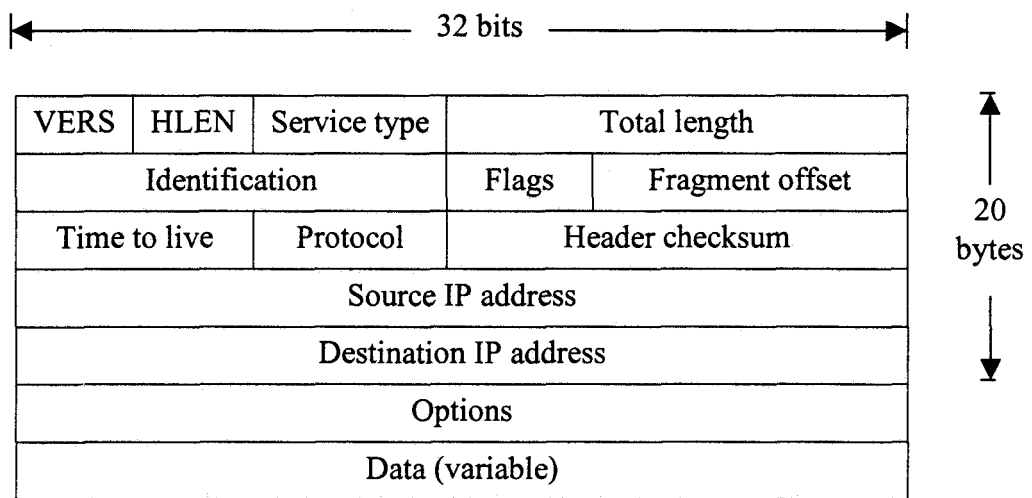 32 bits
VERS HLEN Service type Total length
Identification Flags Fragment offset
Time to live Protocol Header checksum
20
bytes
Source IP address
Destination IP address
Options
Data (variable)